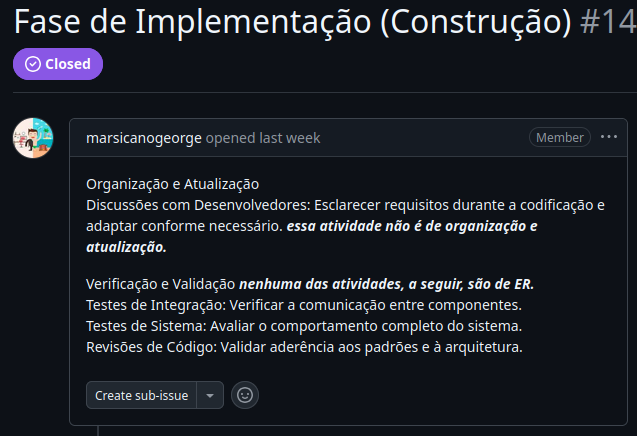 Fase de Implementação (Construção) #14
Closed
marsicanogeorge opened last week
Member
Organização e Atualização
Discussões com Desenvolvedores: Esclarecer requisitos durante a codificação e
adaptar conforme necessário. essa atividade não é de organização e
atualização.
Verificação e Validação nenhuma das atividades, a seguir, são de ER.
Testes de Integração: Verificar a comunicação entre componentes.
Testes de Sistema: Avaliar o comportamento completo do sistema.
Revisões de Código: Validar aderência aos padrões e à arquitetura.
Create sub-issue